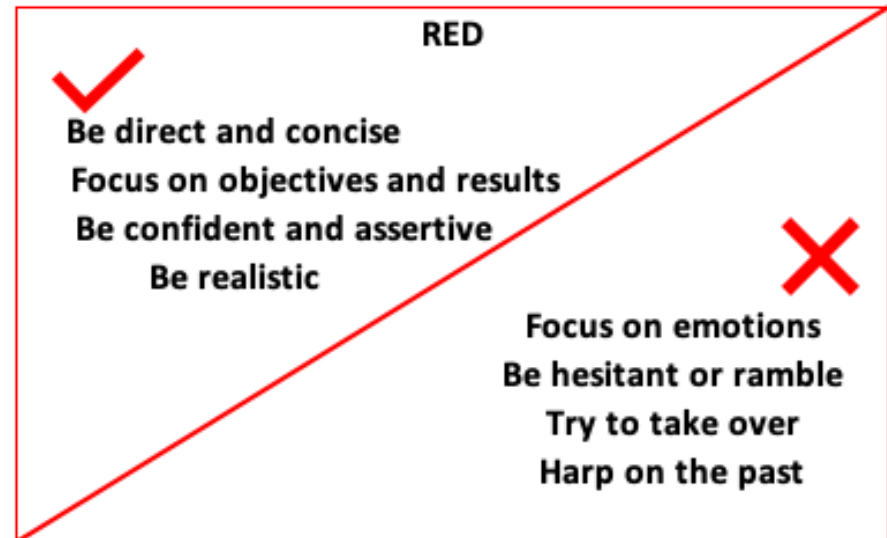 RED
Be direct and concise
Focus on objectives and results
Be confident and assertive
Be realistic
Focus on emotions
Be hesitant or ramble
Try to take over
Harp on the past